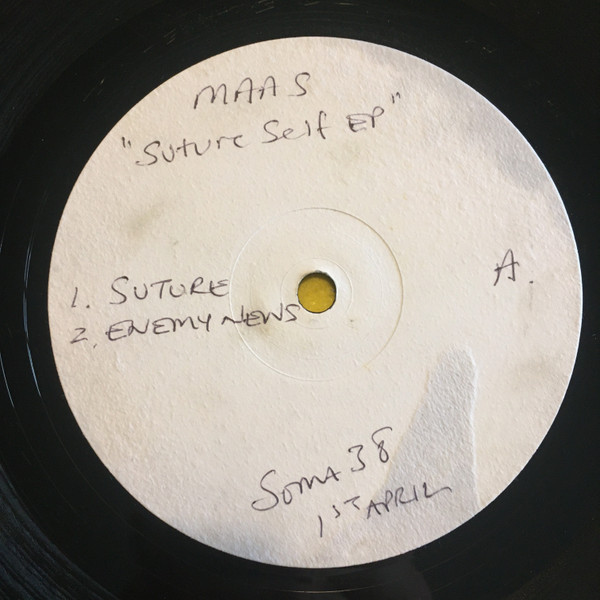 MAAS
"Suture Self EP"
A.
1. SUTURE
2. ENEMY NEWS
SOMA 38
1ST APRIL